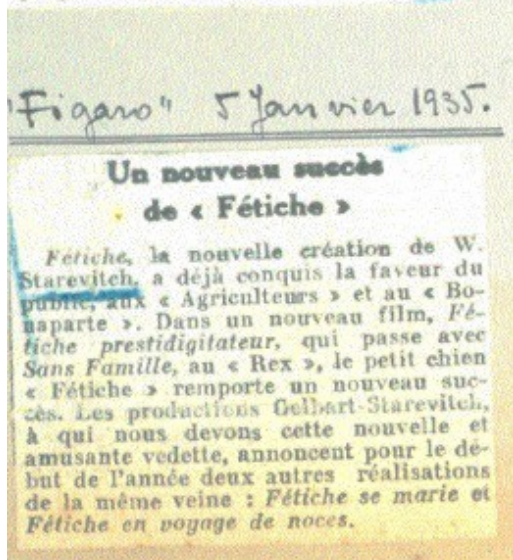 "Figaro" 5 Janvier 1935.
Un nouveau succès
de « Fétiche »
Fétiche, la nouvelle création de W.
Starevitch, a déjà conquis la faveur du
public, aux « Agriculteurs » et au « Bo-
naparte ». Dans un nouveau film, Fé-
tiche prestidigitateur, qui passe avec
Sans Famille, au « Rex », le petit chien
« Fétiche » remporte un nouveau suc-
cès. Les productions Gelbart-Starevitch,
à qui nous devons cette nouvelle et
amusante vedette, annoncent pour le dé-
but de l'année deux autres réalisations
de la même veine : Fétiche se marie et
Fétiche en voyage de noces.